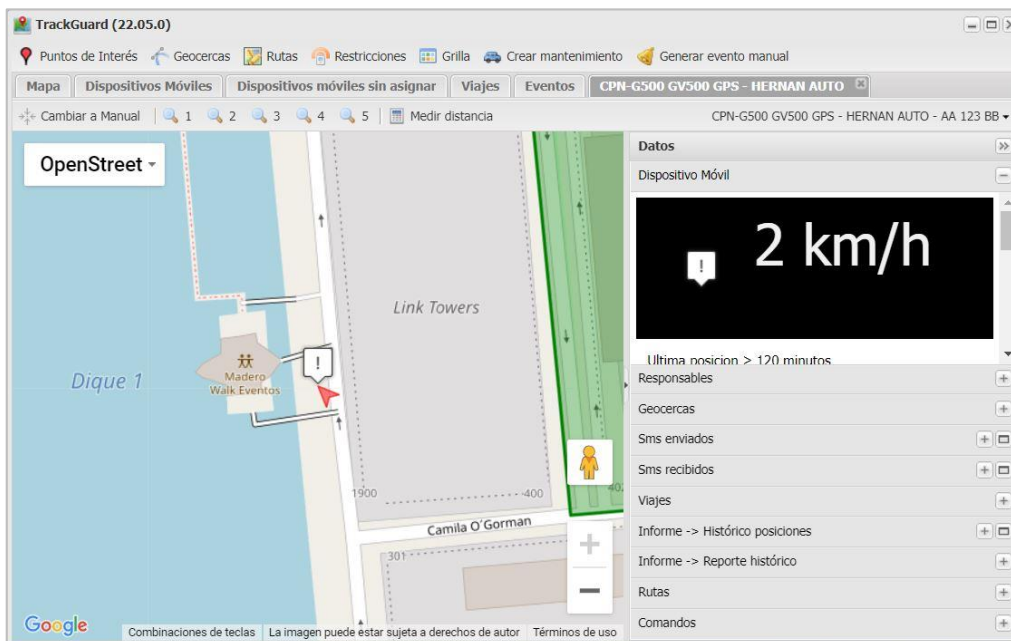 TrackGuard (22.05.0)
Puntos de Interés Geocercas Rutas Restricciones Grilla Crear mantenimiento Generar evento manual
Mapa Dispositivos Móviles Dispositivos móviles sin asignar Viajes Eventos CPN-G500 GV500 GPS - HERNAN AUTO
Cambiar a Manual 1 2 3 4 5 Medir distancia CPN-G500 GV500 GPS - HERNAN AUTO - AA 123 BB
OpenStreet
Link Towers
Dique 1
Madero
Walk Eventos
!
1900
400
402
Camila O´Gorman
301
Google
Combinaciones de teclas La imagen puede estar sujeta a derechos de autor Términos de uso
Datos
Dispositivo Móvil
! 2 km/h
Ultima posicion > 120 minutos
Responsables
Geocercas
Sms enviados
Sms recibidos
Viajes
Informe -> Histórico posiciones
Informe -> Reporte histórico
Rutas
Comandos